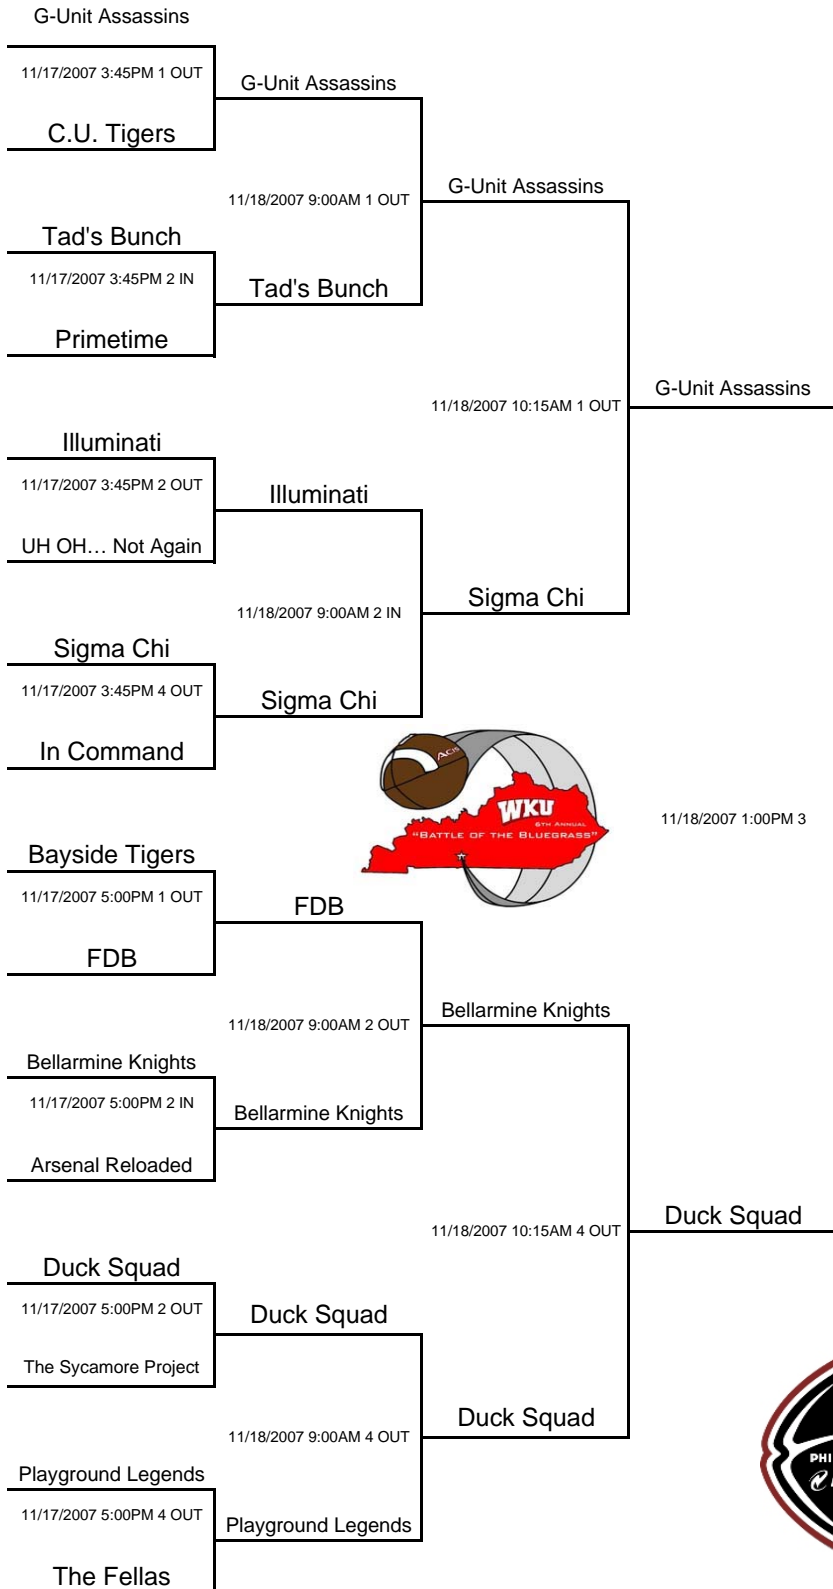 G-Unit Assassins
11/17/2007 3:45PM 1 OUT
G-Unit Assassins
C.U. Tigers
11/18/2007 9:00AM 1 OUT
G-Unit Assassins
Tad's Bunch
11/17/2007 3:45PM 2 IN
Tad's Bunch
Primetime
11/18/2007 10:15AM 1 OUT
G-Unit Assassins
Illuminati
11/17/2007 3:45PM 2 OUT
Illuminati
UH OH… Not Again
11/18/2007 9:00AM 2 IN
Sigma Chi
Sigma Chi
11/17/2007 3:45PM 4 OUT
Sigma Chi
In Command
ACIS
WKU
6TH ANNUAL
"BATTLE OF THE BLUEGRASS"
11/18/2007 1:00PM 3
Bayside Tigers
11/17/2007 5:00PM 1 OUT
FDB
FDB
11/18/2007 9:00AM 2 OUT
Bellarmine Knights
Bellarmine Knights
11/17/2007 5:00PM 2 IN
Bellarmine Knights
Arsenal Reloaded
11/18/2007 10:15AM 4 OUT
Duck Squad
Duck Squad
11/17/2007 5:00PM 2 OUT
Duck Squad
The Sycamore Project
11/18/2007 9:00AM 4 OUT
Duck Squad
Playground Legends
11/17/2007 5:00PM 4 OUT
Playground Legends
The Fellas
PHI